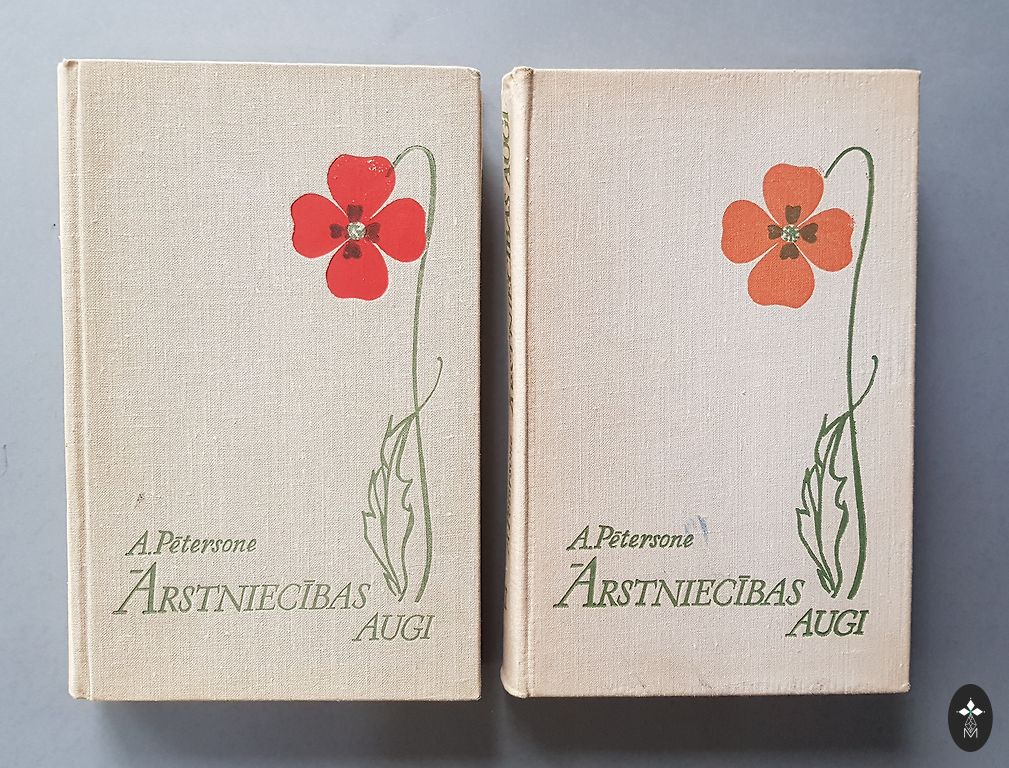 A. Pētersone
ĀRSTNIECĪBAS
AUGI
A. Pētersone
ĀRSTNIECĪBAS
AUGI